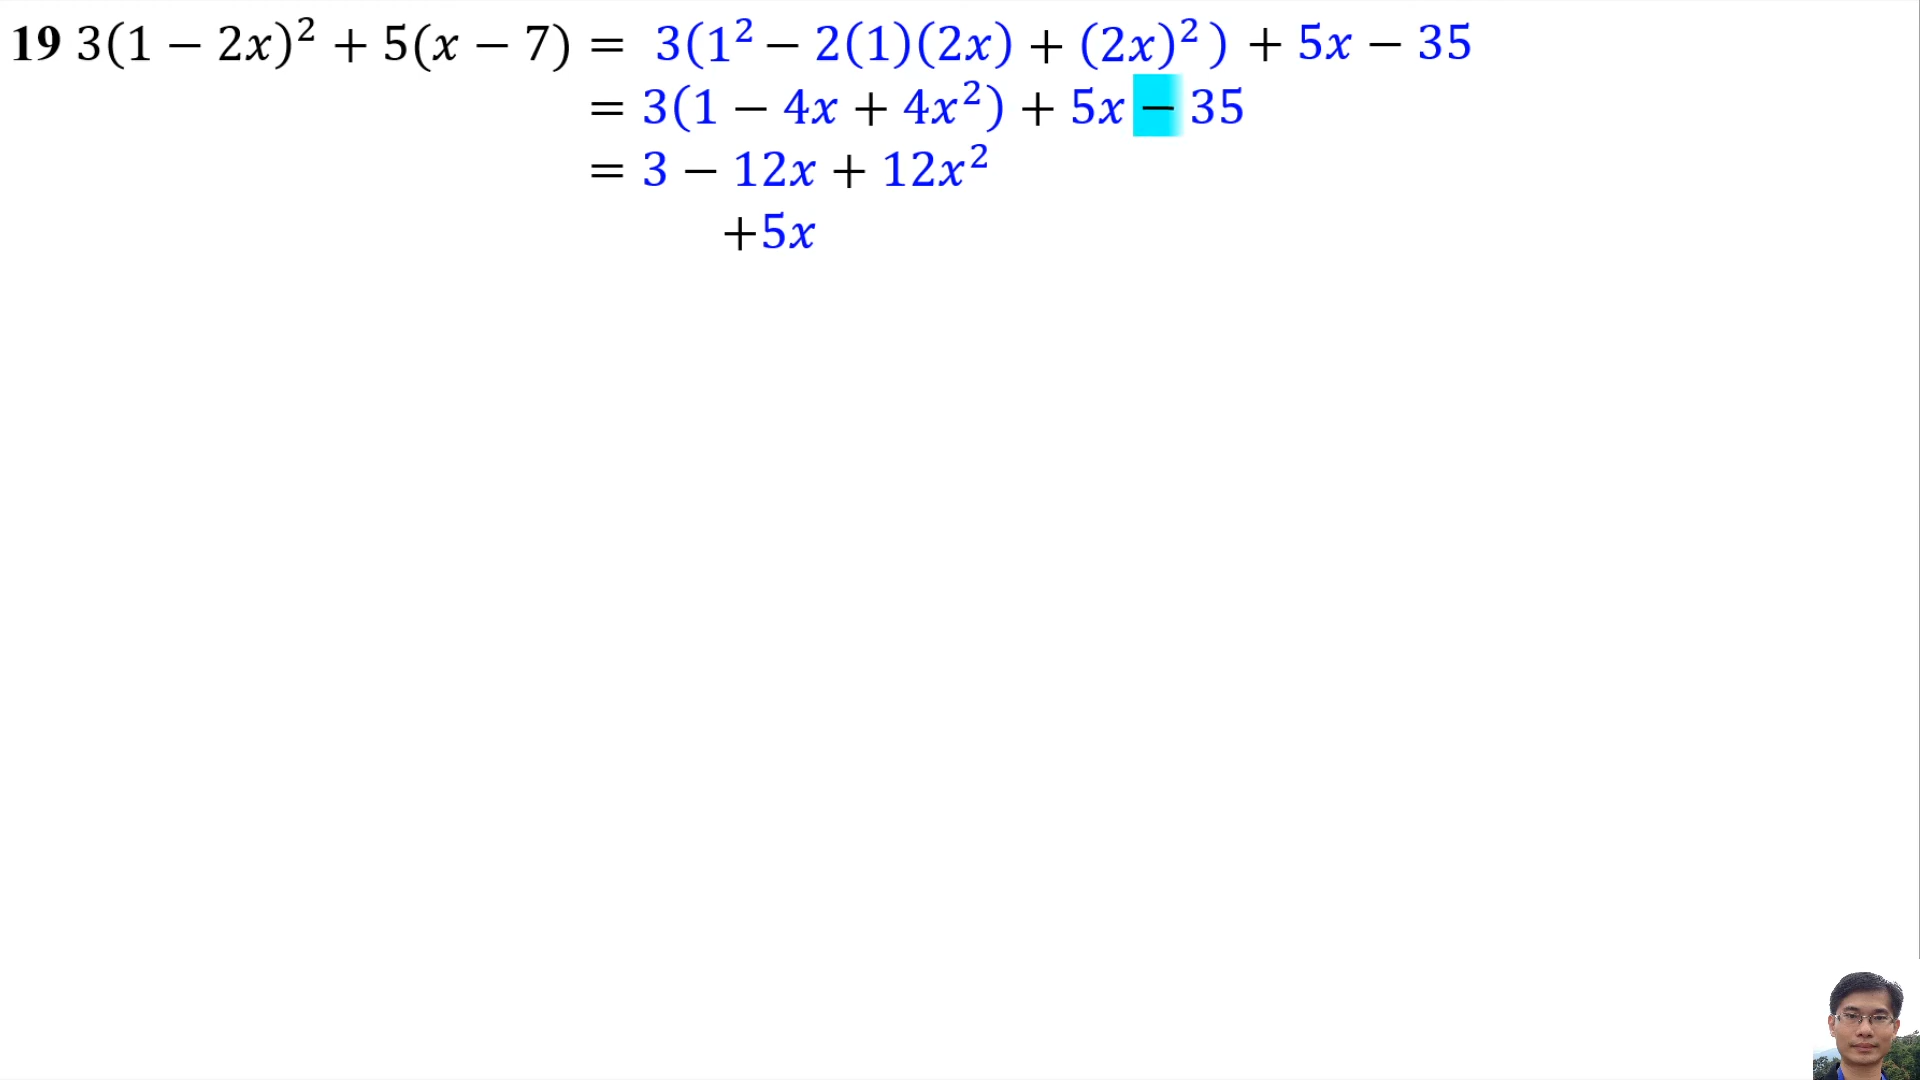 19 3(1 − 2x)² + 5(x − 7) = 3(1² − 2(1)(2x) + (2x)²) + 5x − 35
= 3(1 − 4x + 4x²) + 5x − 35
= 3 − 12x + 12x²
+5x